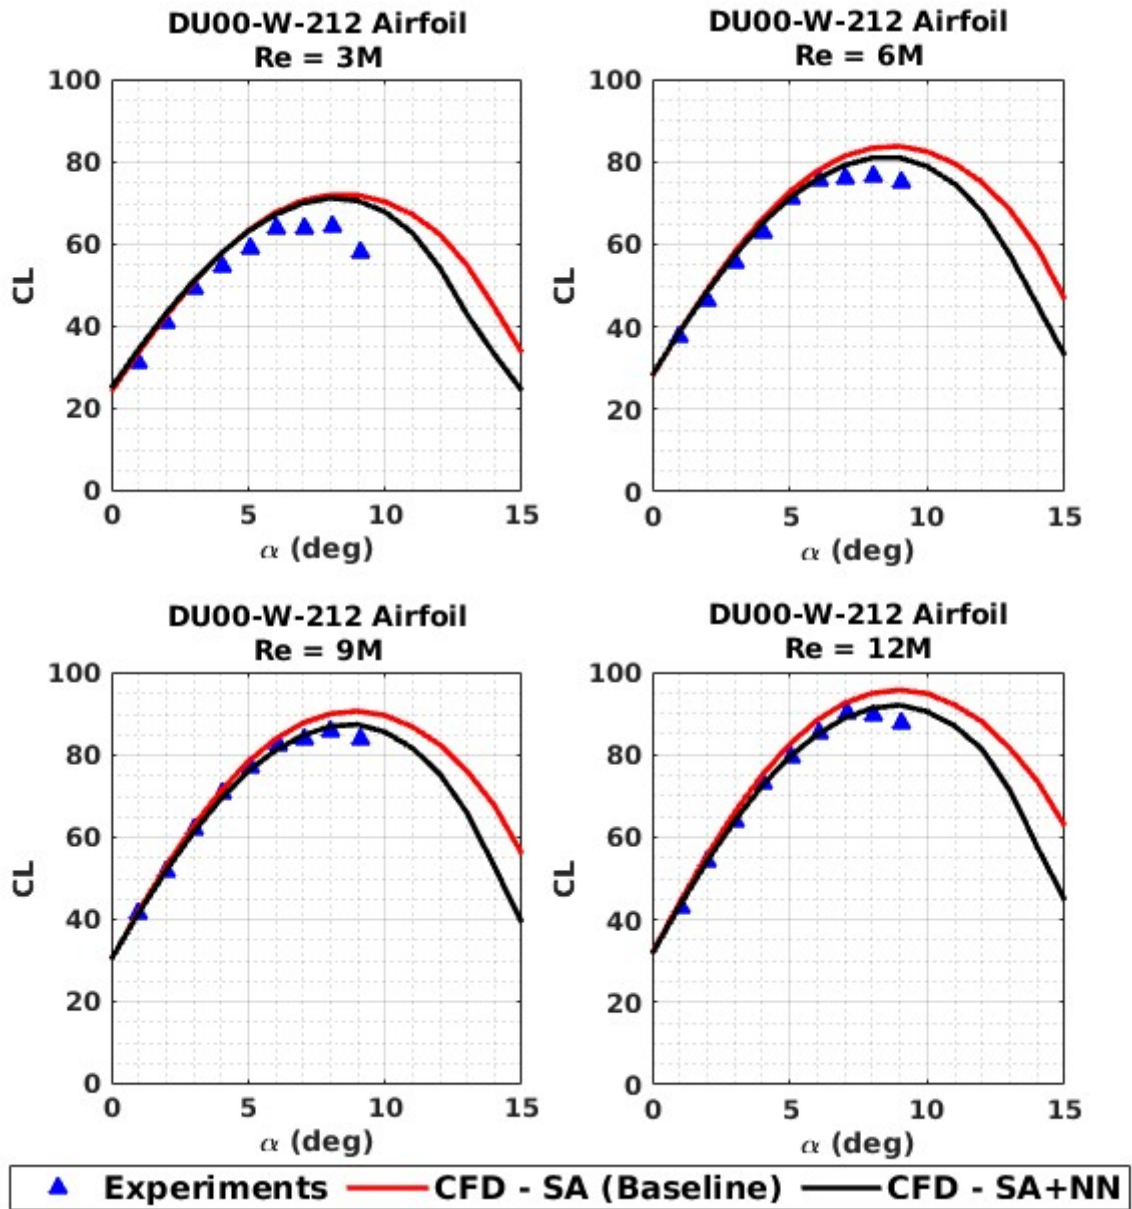 DU00-W-212 Airfoil
Re = 3M
100
80
60
40
20
0
CL
0 5 10 15
α (deg)
DU00-W-212 Airfoil
Re = 6M
100
80
60
40
20
0
CL
0 5 10 15
α (deg)
DU00-W-212 Airfoil
Re = 9M
100
80
60
40
20
0
CL
0 5 10 15
α (deg)
DU00-W-212 Airfoil
Re = 12M
100
80
60
40
20
0
CL
0 5 10 15
α (deg)
Experiments CFD - SA (Baseline) CFD - SA+NN